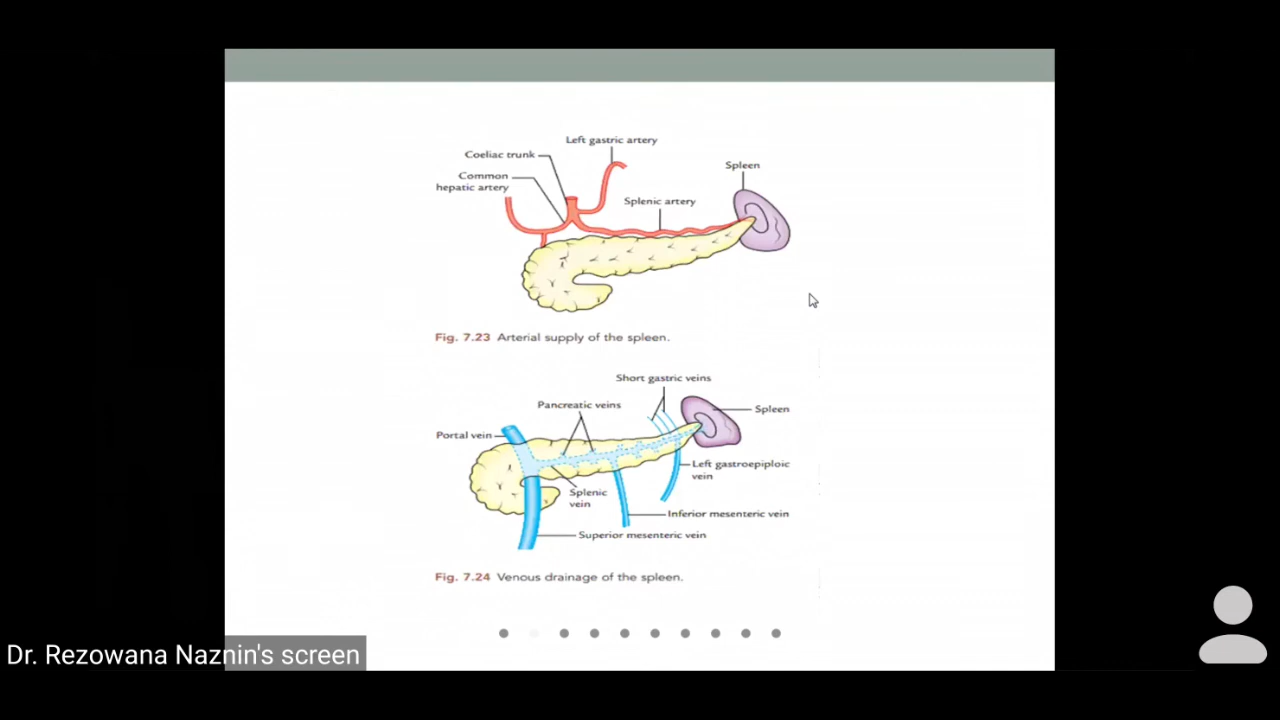 Left gastric artery
Coeliac trunk
Common
hepatic artery
Spleen
Splenic artery
Fig. 7.23 Arterial supply of the spleen.
Short gastric veins
Pancreatic veins
Spleen
Portal vein
Left gastroepiploic
vein
Splenic
vein
Inferior mesenteric vein
Superior mesenteric vein
Fig. 7.24 Venous drainage of the spleen.
Dr. Rezowana Naznin's screen